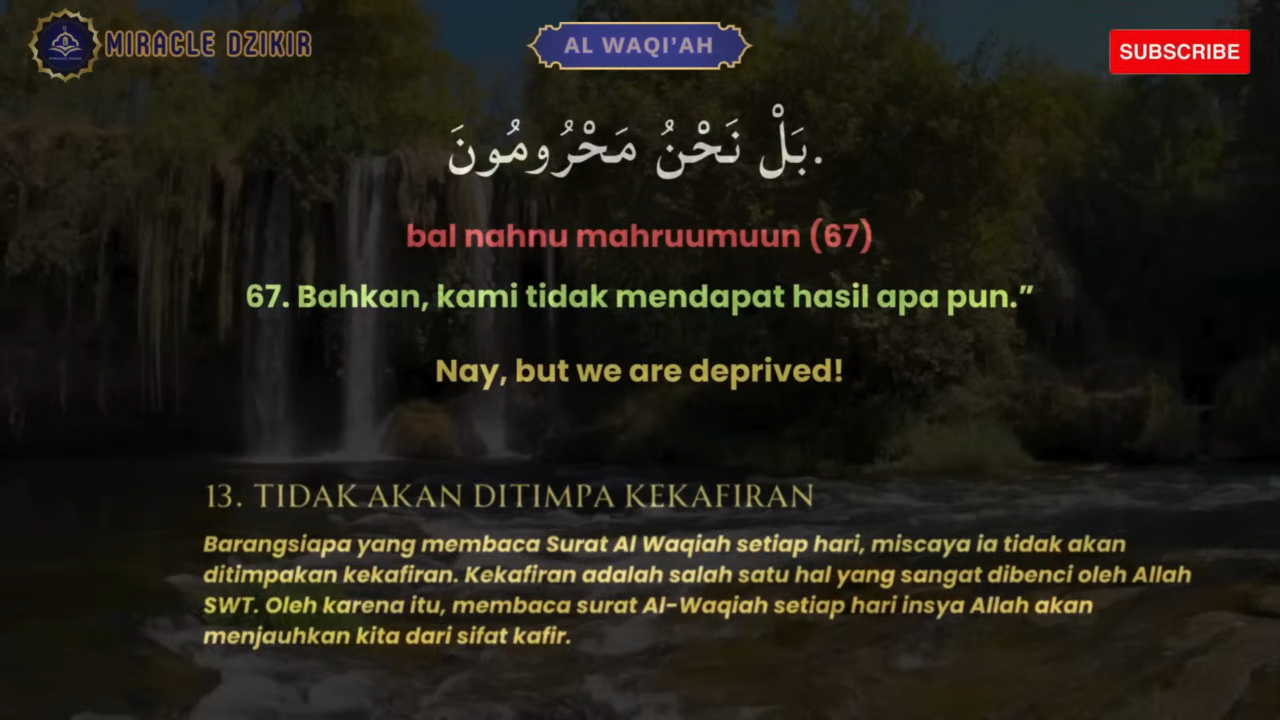 MIRACLE DZIKIR
AL WAQI'AH
SUBSCRIBE
بَلْ نَحْنُ مَحْرُومُونَ.
bal nahnu mahruumuun (67)
67. Bahkan, kami tidak mendapat hasil apa pun.”
Nay, but we are deprived!
13. TIDAK AKAN DITIMPA KEKAFIRAN
Barangsiapa yang membaca Surat Al Waqiah setiap hari, miscaya ia tidak akan
ditimpakan kekafiran. Kekafiran adalah salah satu hal yang sangat dibenci oleh Allah
SWT. Oleh karena itu, membaca surat Al-Waqiah setiap hari insya Allah akan
menjauhkan kita dari sifat kafir.